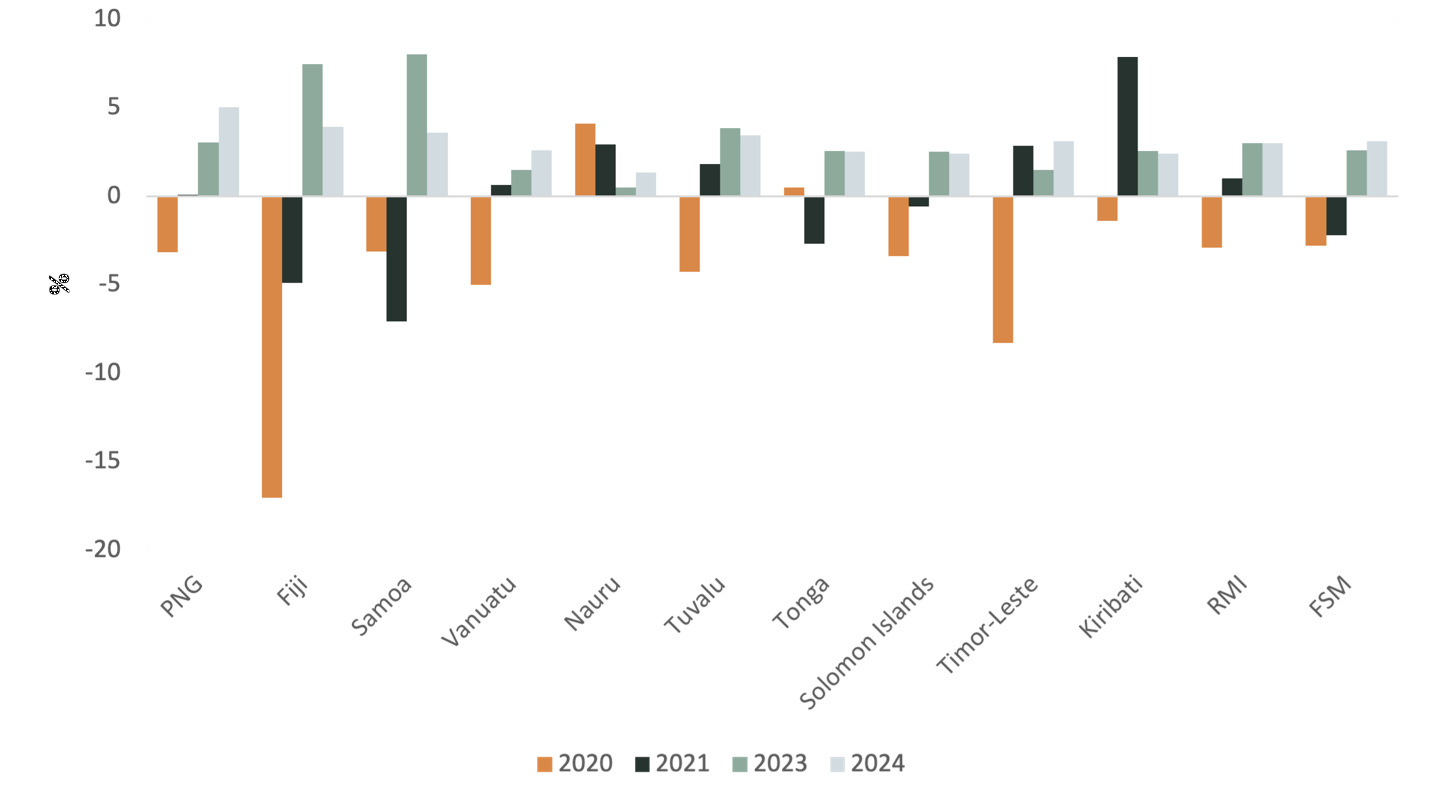 10
5
0
-5
-10
-15
-20
%
PNG
Fiji
Samoa
Vanuatu
Nauru
Tuvalu
Tonga
Solomon Islands
Timor-Leste
Kiribati
RMI
FSM
2020 2021 2023 2024